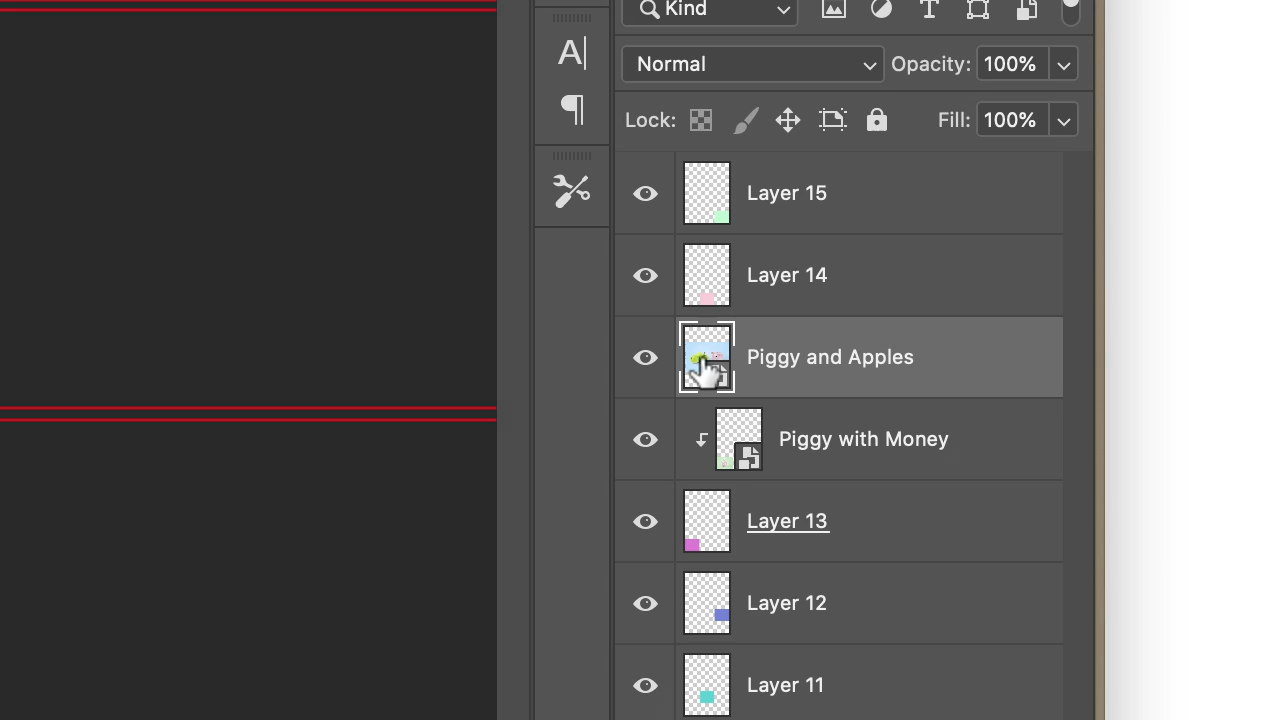 Kind
Normal
Opacity: 100%
Lock:
Fill: 100%
Layer 15
Layer 14
Piggy and Apples
Piggy with Money
Layer 13
Layer 12
Layer 11